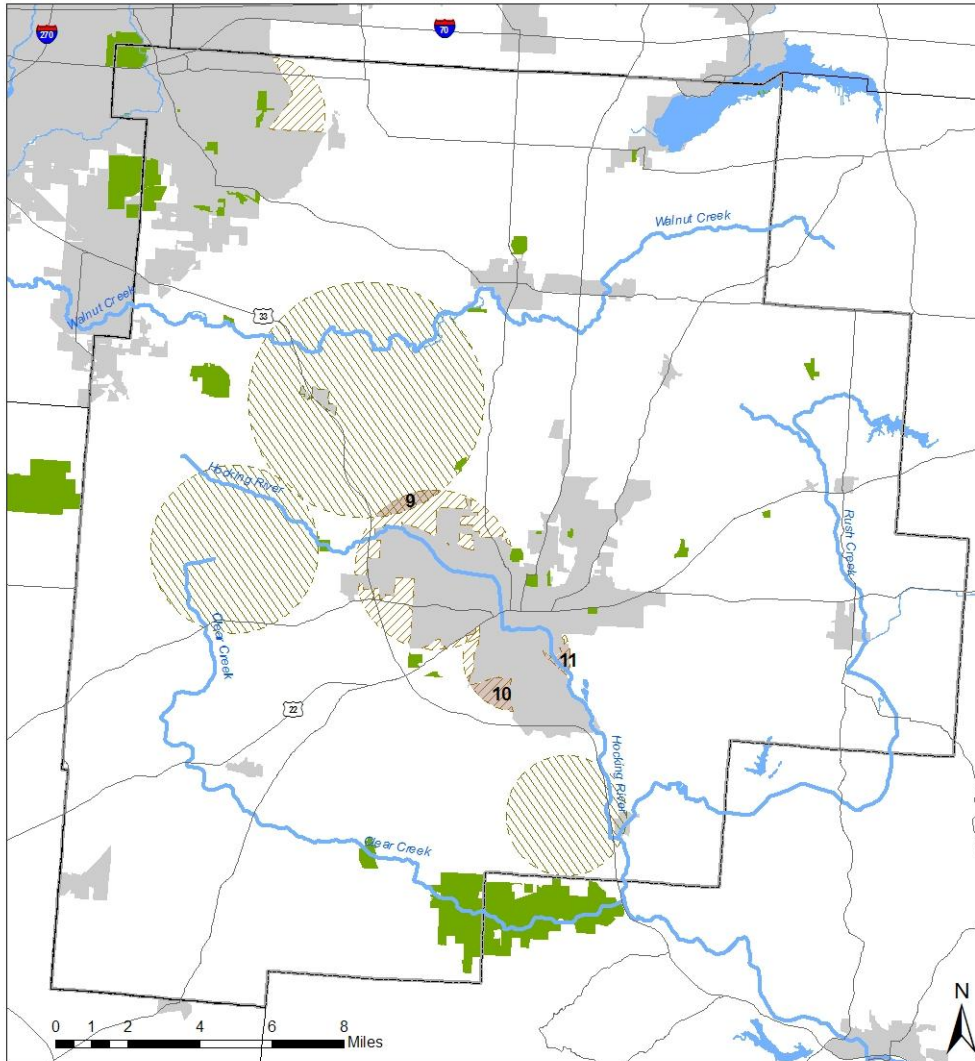 270
70
Walnut Creek
Walnut Creek
33
Hocking River
9
Rush Creek
Clear Creek
11
10
22
Hocking River
Clear Creek
N
0 1 2 4 6 8
Miles